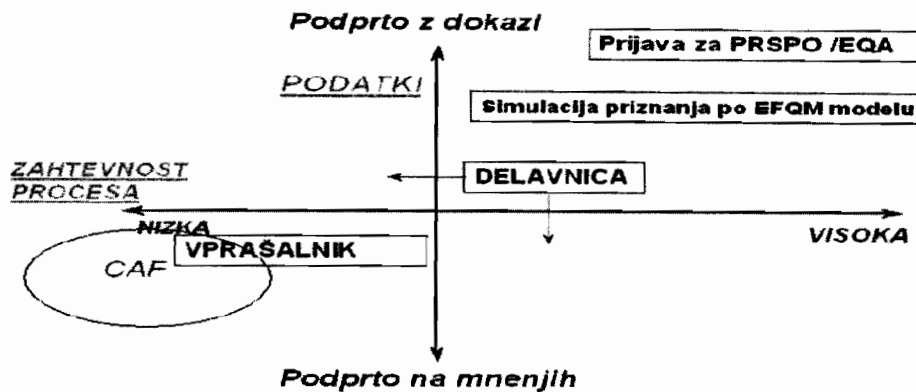 Podprto z dokazi
Prijava za PRSPO /EQA
PODATKI
Simulacija priznanja po EFQM modelu
ZAHTEVNOST
PROCESA
DELAVNICA
NIZKA
VISOKA
VPRAŠALNIK
CAF
Podprto na mnenjih